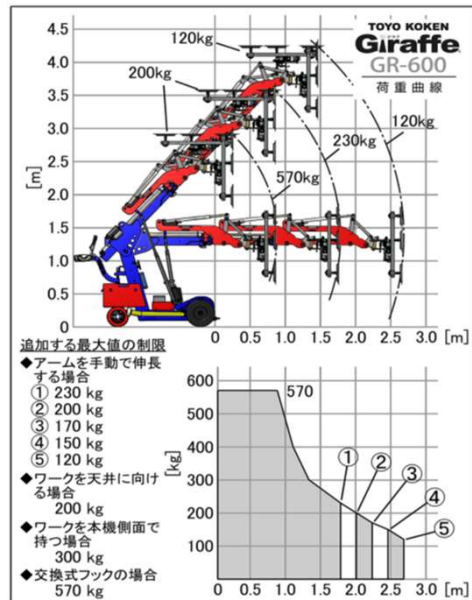 TOYO KOKEN
Giraffe
GR-600
荷重曲線
4.5
4.0
3.5
3.0
2.5
2.0
1.5
1.0
0.5
0
[m]
120kg
200kg
120kg
230kg
570kg
0 0.5 1.0 1.5 2.0 2.5 3.0 [m]
追加する最大値の制限
◆アームを手動で伸長
する場合
① 230 kg
② 200 kg
③ 170 kg
④ 150 kg
⑤ 120 kg
◆ワークを天井に向け
る場合
200 kg
◆ワークを本機側面で
持つ場合
300 kg
◆交換式フックの場合
570 kg
600
500
400
300
200
100
[kg]
570
①
②
③
④
⑤
0 0.5 1.0 1.5 2.0 2.5 3.0 [m]